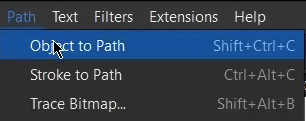 Path Text Filters Extensions Help
Object to Path Shift+Ctrl+C
Stroke to Path Ctrl+Alt+C
Trace Bitmap... Shift+Alt+B